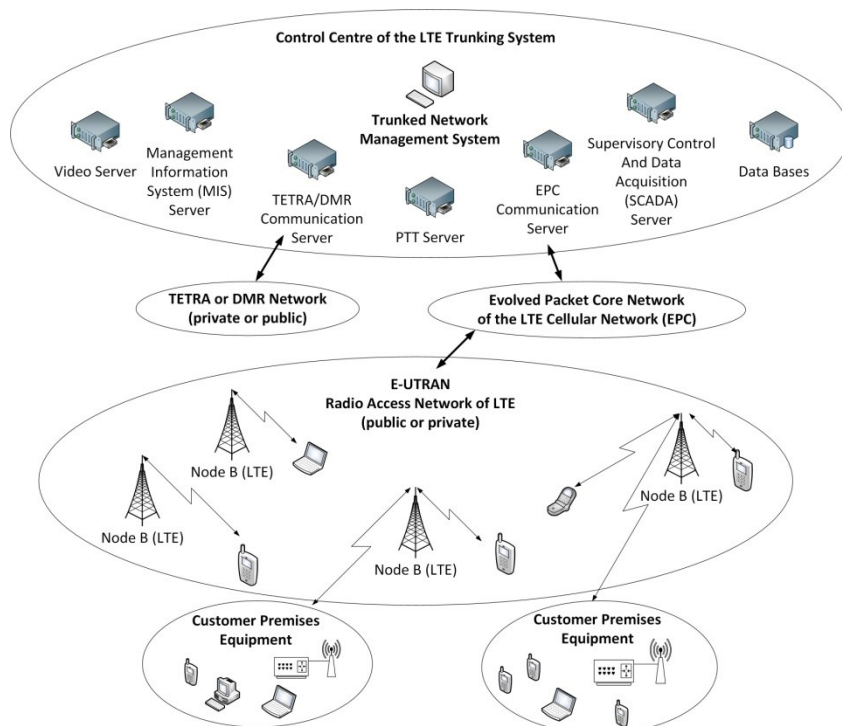 Control Centre of the LTE Trunking System
Trunked Network
Management System
Video Server
Management
Information
System (MIS)
Server
TETRA/DMR
Communication
Server
PTT Server
EPC
Communication
Server
Supervisory Control
And Data
Acquisition
(SCADA)
Server
Data Bases
TETRA or DMR Network
(private or public)
Evolved Packet Core Network
of the LTE Cellular Network (EPC)
E-UTRAN
Radio Access Network of LTE
(public or private)
Node B (LTE)
Node B (LTE)
Node B (LTE)
Node B (LTE)
Customer Premises
Equipment
Customer Premises
Equipment